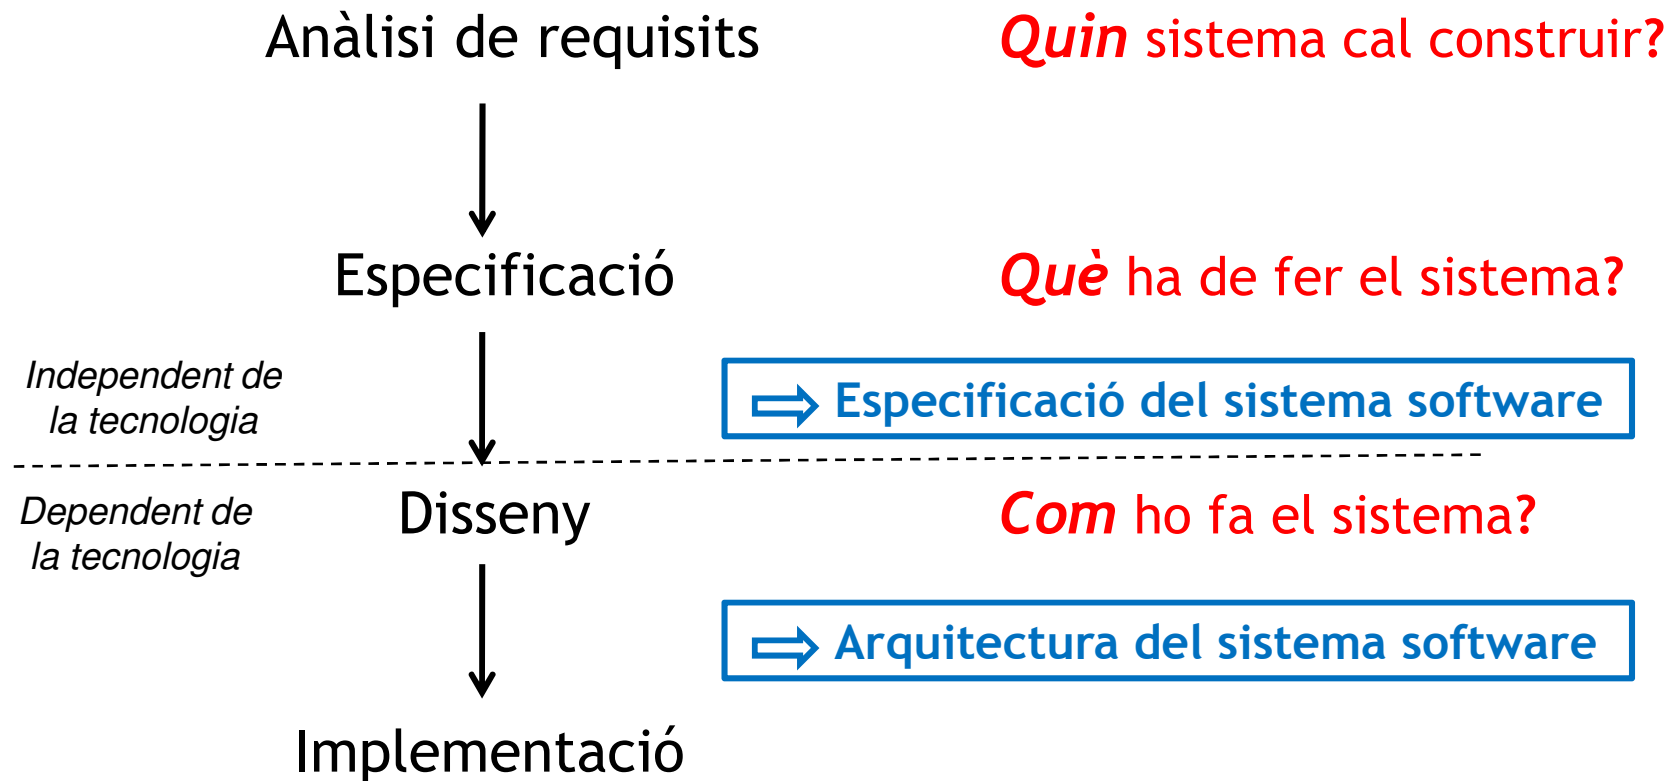 Anàlisi de requisits
Quin sistema cal construir?
Especificació
Què ha de fer el sistema?
Independent de
la tecnologia
Especificació del sistema software
Dependent de
la tecnologia
Disseny
Com ho fa el sistema?
Arquitectura del sistema software
Implementació